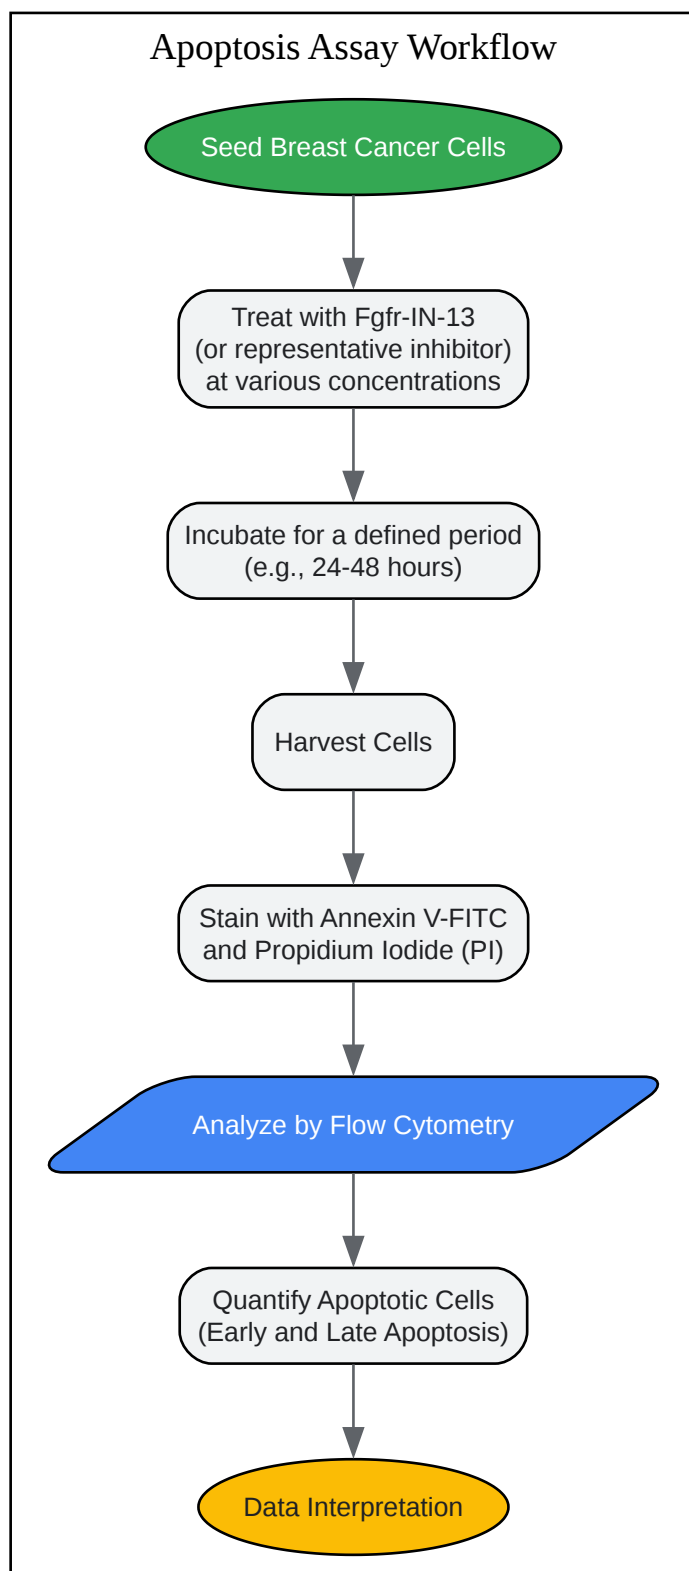 Apoptosis Assay Workflow
Seed Breast Cancer Cells
Treat with Fgfr-IN-13
(or representative inhibitor)
at various concentrations
Incubate for a defined period
(e.g., 24-48 hours)
Harvest Cells
Stain with Annexin V-FITC
and Propidium Iodide (PI)
Analyze by Flow Cytometry
Quantify Apoptotic Cells
(Early and Late Apoptosis)
Data Interpretation